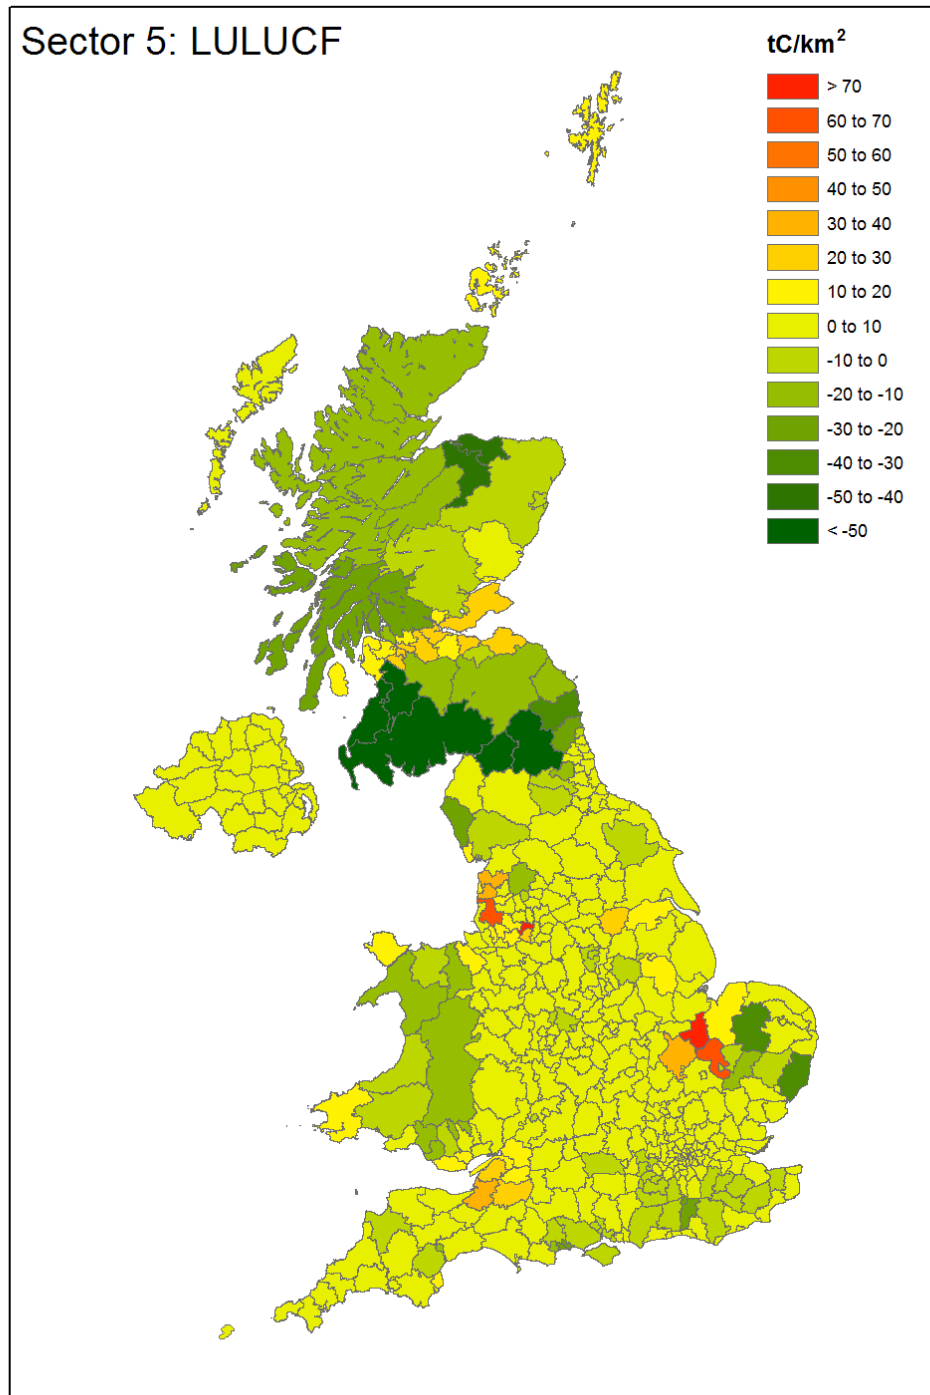 Sector 5: LULUCF
tC/km²
> 70
60 to 70
50 to 60
40 to 50
30 to 40
20 to 30
10 to 20
0 to 10
-10 to 0
-20 to -10
-30 to -20
-40 to -30
-50 to -40
< -50